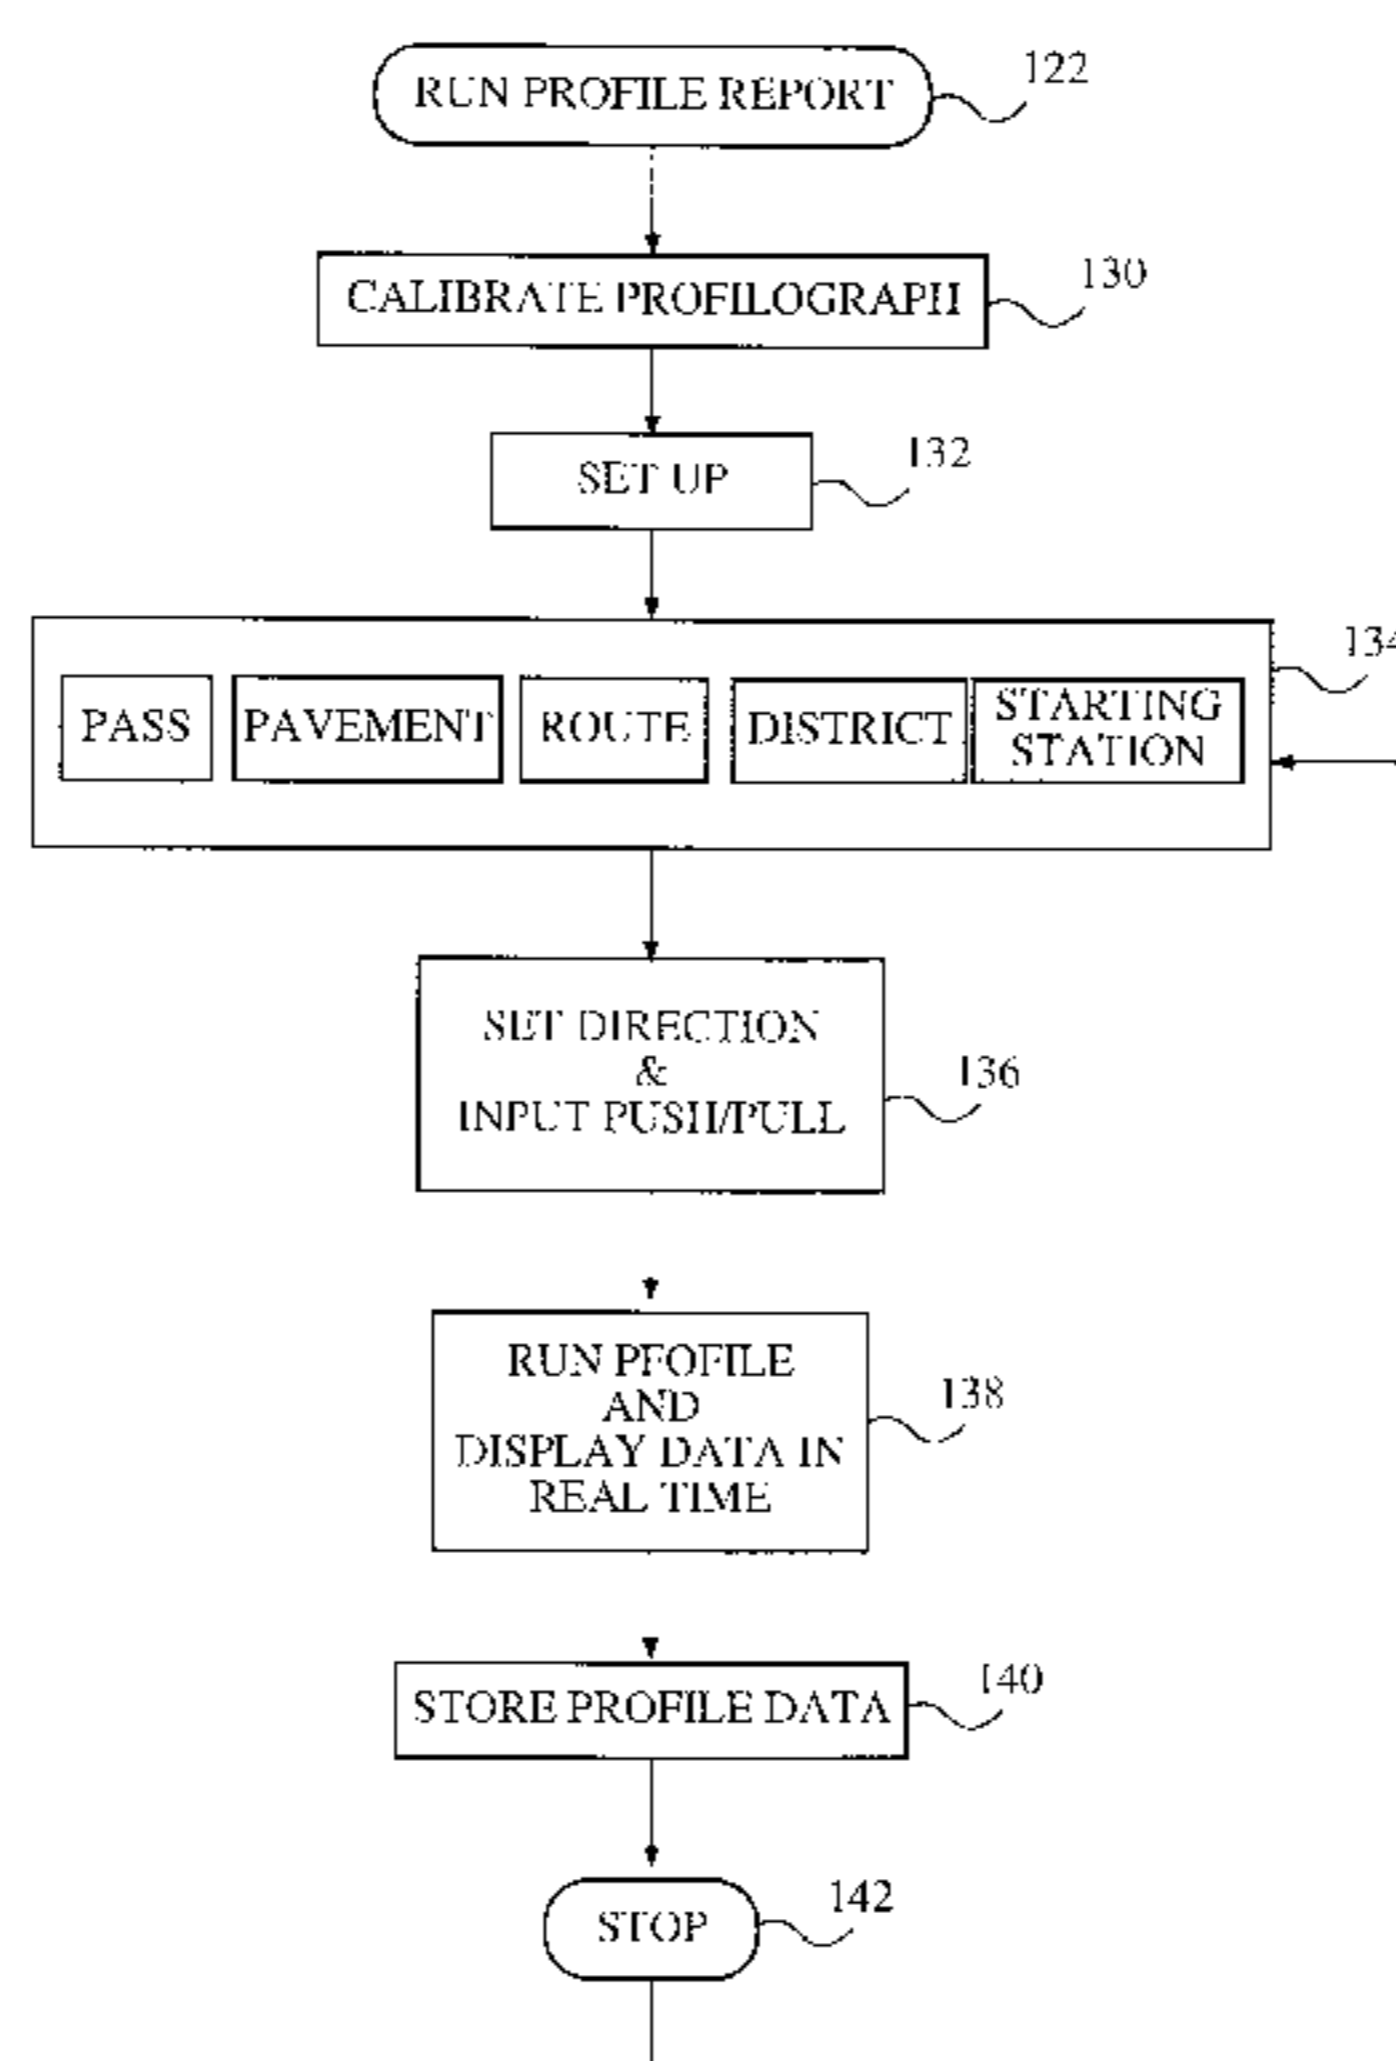 RUN PROFILE REPORT
122
CALIBRATE PROFILOGRAPH
130
SET UP
132
134
PASS
PAVEMENT
ROUTE
DISTRICT
STARTING
STATION
SET DIRECTION
&
INPUT PUSH/PULL
136
RUN PFOFILE
AND
DISPLAY DATA IN
REAL TIME
138
STORE PROFILE DATA
140
STOP
142